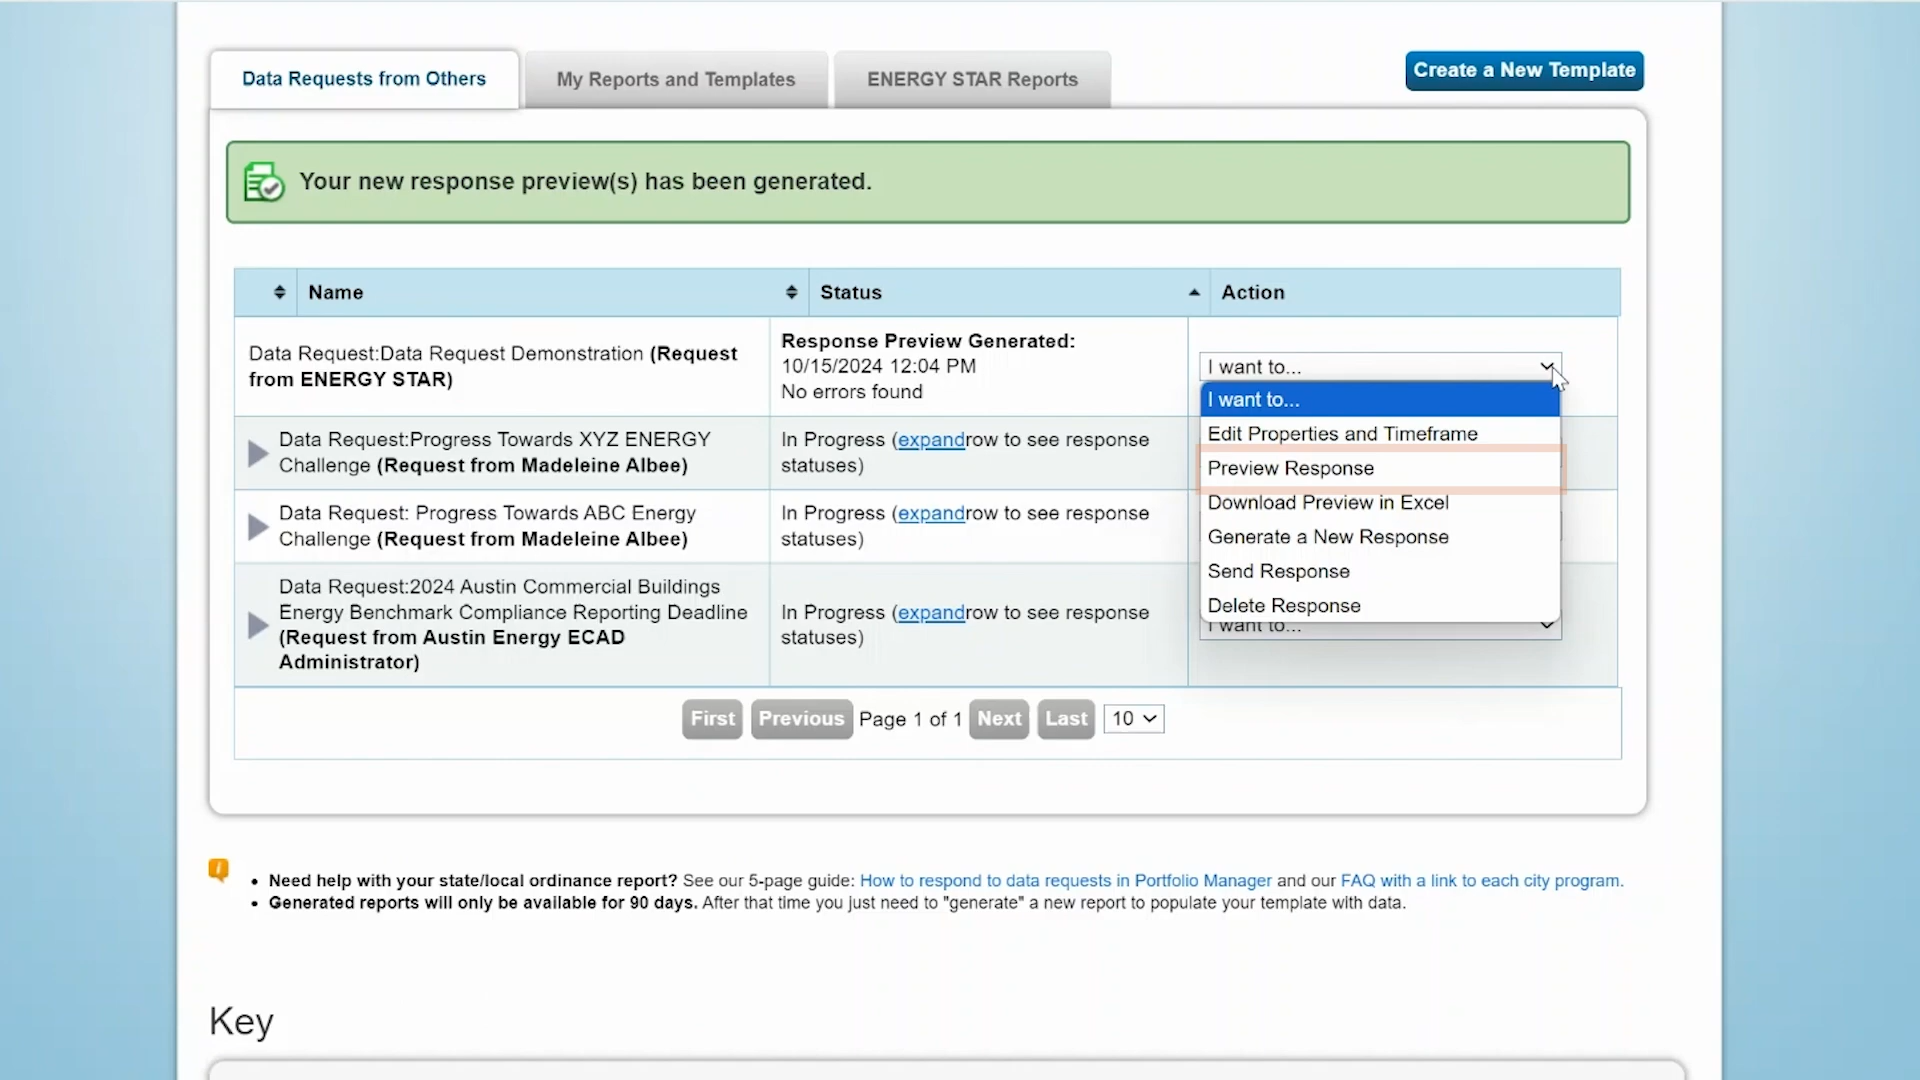 Data Requests from Others
My Reports and Templates
ENERGY STAR Reports
Create a New Template
Your new response preview(s) has been generated.
Name
Status
Action
Data Request:Data Request Demonstration (Request
from ENERGY STAR)
Response Preview Generated:
10/15/2024 12:04 PM
No errors found
I want to...
I want to...
Edit Properties and Timeframe
Preview Response
Download Preview in Excel
Generate a New Response
Send Response
Delete Response
I want to...
Data Request:Progress Towards XYZ ENERGY
Challenge (Request from Madeleine Albee)
In Progress (expandrow to see response
statuses)
Data Request: Progress Towards ABC Energy
Challenge (Request from Madeleine Albee)
In Progress (expandrow to see response
statuses)
Data Request:2024 Austin Commercial Buildings
Energy Benchmark Compliance Reporting Deadline
(Request from Austin Energy ECAD
Administrator)
In Progress (expandrow to see response
statuses)
First Previous Page 1 of 1 Next Last 10
• Need help with your state/local ordinance report? See our 5-page guide: How to respond to data requests in Portfolio Manager and our FAQ with a link to each city program.
• Generated reports will only be available for 90 days. After that time you just need to "generate" a new report to populate your template with data.
Key